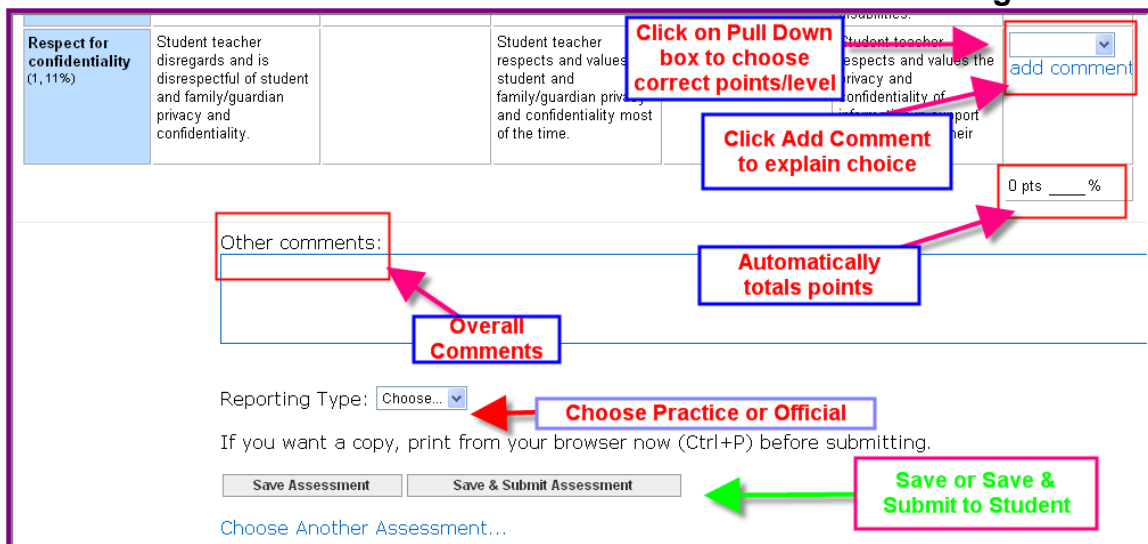 Respect for
confidentiality
(1, 11%)
Student teacher
disregards and is
disrespectful of student
and family/guardian
privacy and
confidentiality.
Student teacher
respects and values
student and
family/guardian privacy
and confidentiality most
of the time.
Click on Pull Down
box to choose
correct points/level
Student teacher
respects and values the
privacy and
confidentiality of
information in support
their
add comment
Click Add Comment
to explain choice
0 pts ____ %
Automatically
totals points
Other comments:
Overall
Comments
Reporting Type: Choose...
Choose Practice or Official
If you want a copy, print from your browser now (Ctrl+P) before submitting.
Save Assessment Save & Submit Assessment
Save or Save &
Submit to Student
Choose Another Assessment...